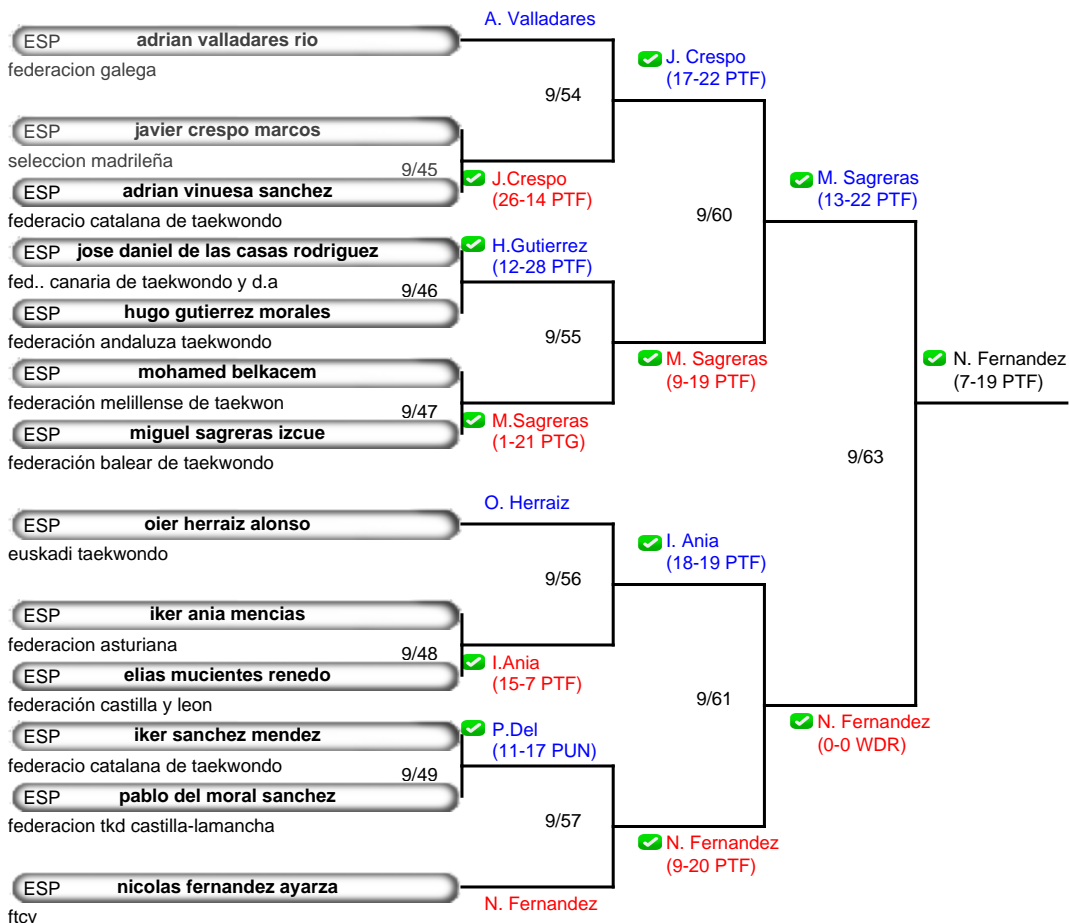 A. Valladares
ESP adrian valladares rio
federacion galega
J. Crespo
(17-22 PTF)
9/54
ESP javier crespo marcos
seleccion madrileña
9/45
J.Crespo
(26-14 PTF)
ESP adrian vinuesa sanchez
federacio catalana de taekwondo
M. Sagreras
(13-22 PTF)
9/60
ESP jose daniel de las casas rodriguez
fed.. canaria de taekwondo y d.a
H.Gutierrez
(12-28 PTF)
9/46
ESP hugo gutierrez morales
federación andaluza taekwondo
9/55
M. Sagreras
(9-19 PTF)
N. Fernandez
(7-19 PTF)
ESP mohamed belkacem
federación melillense de taekwon
9/47
M.Sagreras
(1-21 PTG)
ESP miguel sagreras izcue
federación balear de taekwondo
9/63
O. Herraiz
ESP oier herraiz alonso
euskadi taekwondo
I. Ania
(18-19 PTF)
9/56
ESP iker ania mencias
federacion asturiana
9/48
I.Ania
(15-7 PTF)
ESP elias mucientes renedo
federación castilla y leon
9/61
N. Fernandez
(0-0 WDR)
ESP iker sanchez mendez
federacio catalana de taekwondo
P.Del
(11-17 PUN)
9/49
ESP pablo del moral sanchez
federacion tkd castilla-lamancha
9/57
N. Fernandez
(9-20 PTF)
ESP nicolas fernandez ayarza
N. Fernandez
ftcv